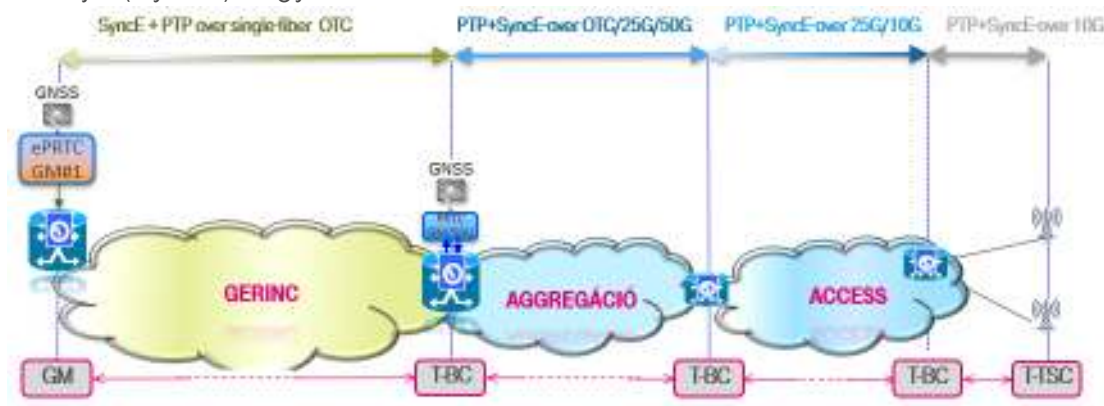 SyncE + PTP over single-fiber OTC
PTP+SyncE-over OTC/25G/50G
PTP+SyncE-over 25G/10G
PTP+SyncE-over 10G
GNSS
ePRTC
GM#1
GNSS
GERINC
AGGREGÁCIÓ
ACCESS
GM
T-BC
T-BC
T-BC
T-TSC